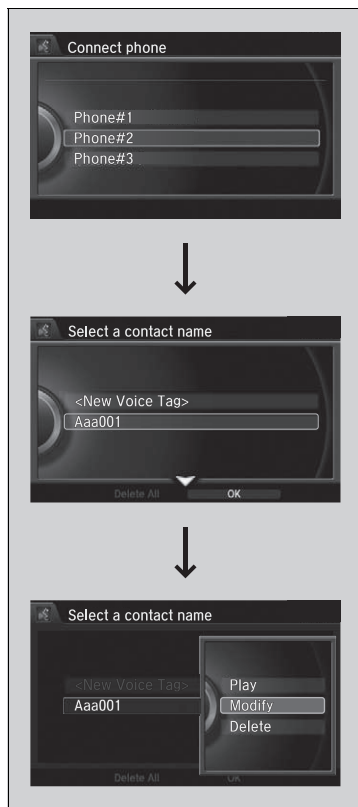 Connect phone
Phone#1
Phone#2
Phone#3
Select a contact name
<New Voice Tag>
Aaa001
Delete All OK
Select a contact name
<New Voice Tag> Play
Aaa001 Modify
Delete
Delete All OK